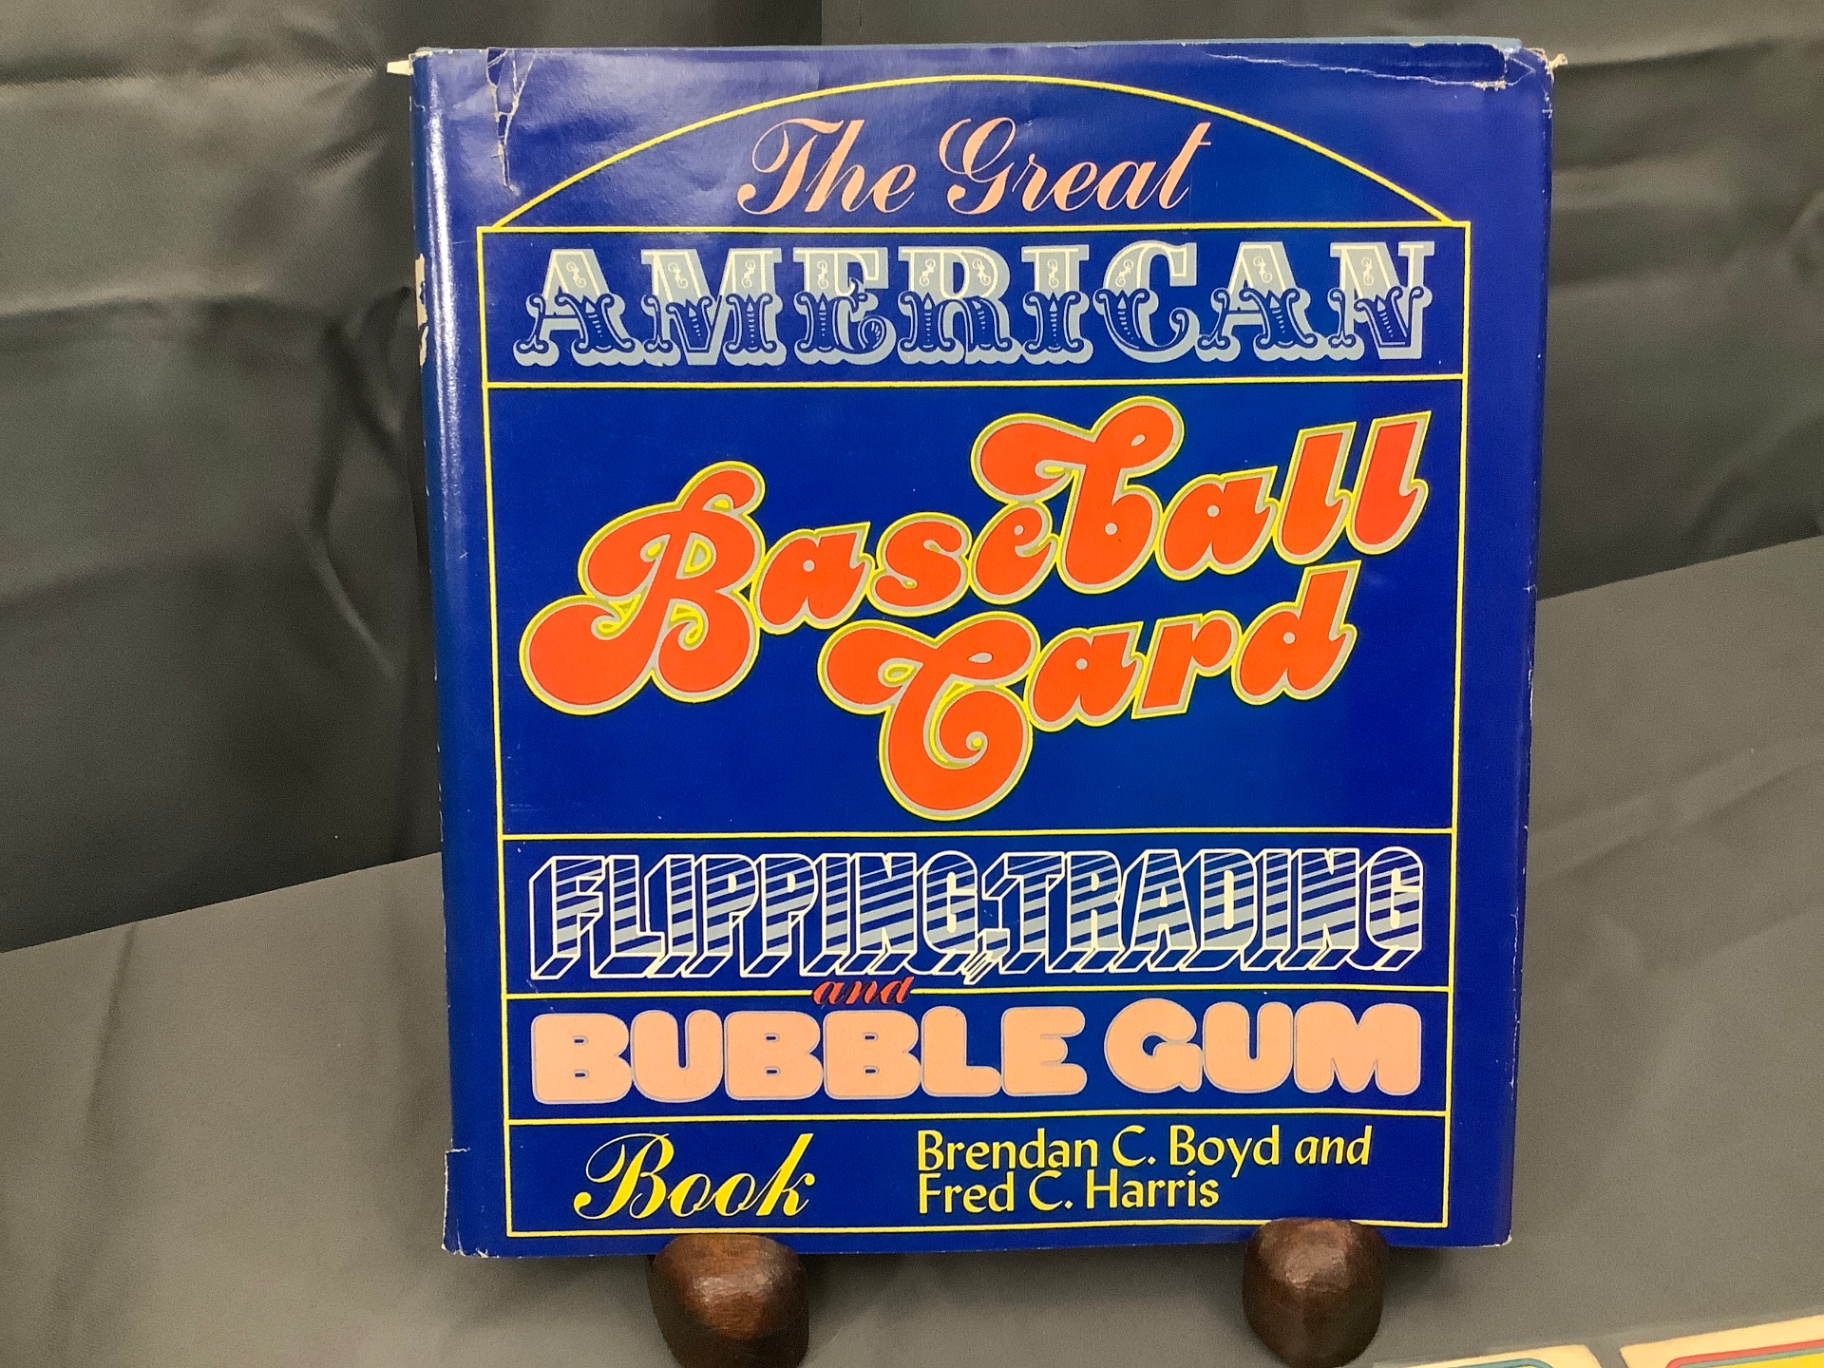 The Great
AMERICAN
Baseball
Card
FLIPPING, TRADING
and
BUBBLE GUM
Book
Brendan C. Boyd and
Fred C. Harris